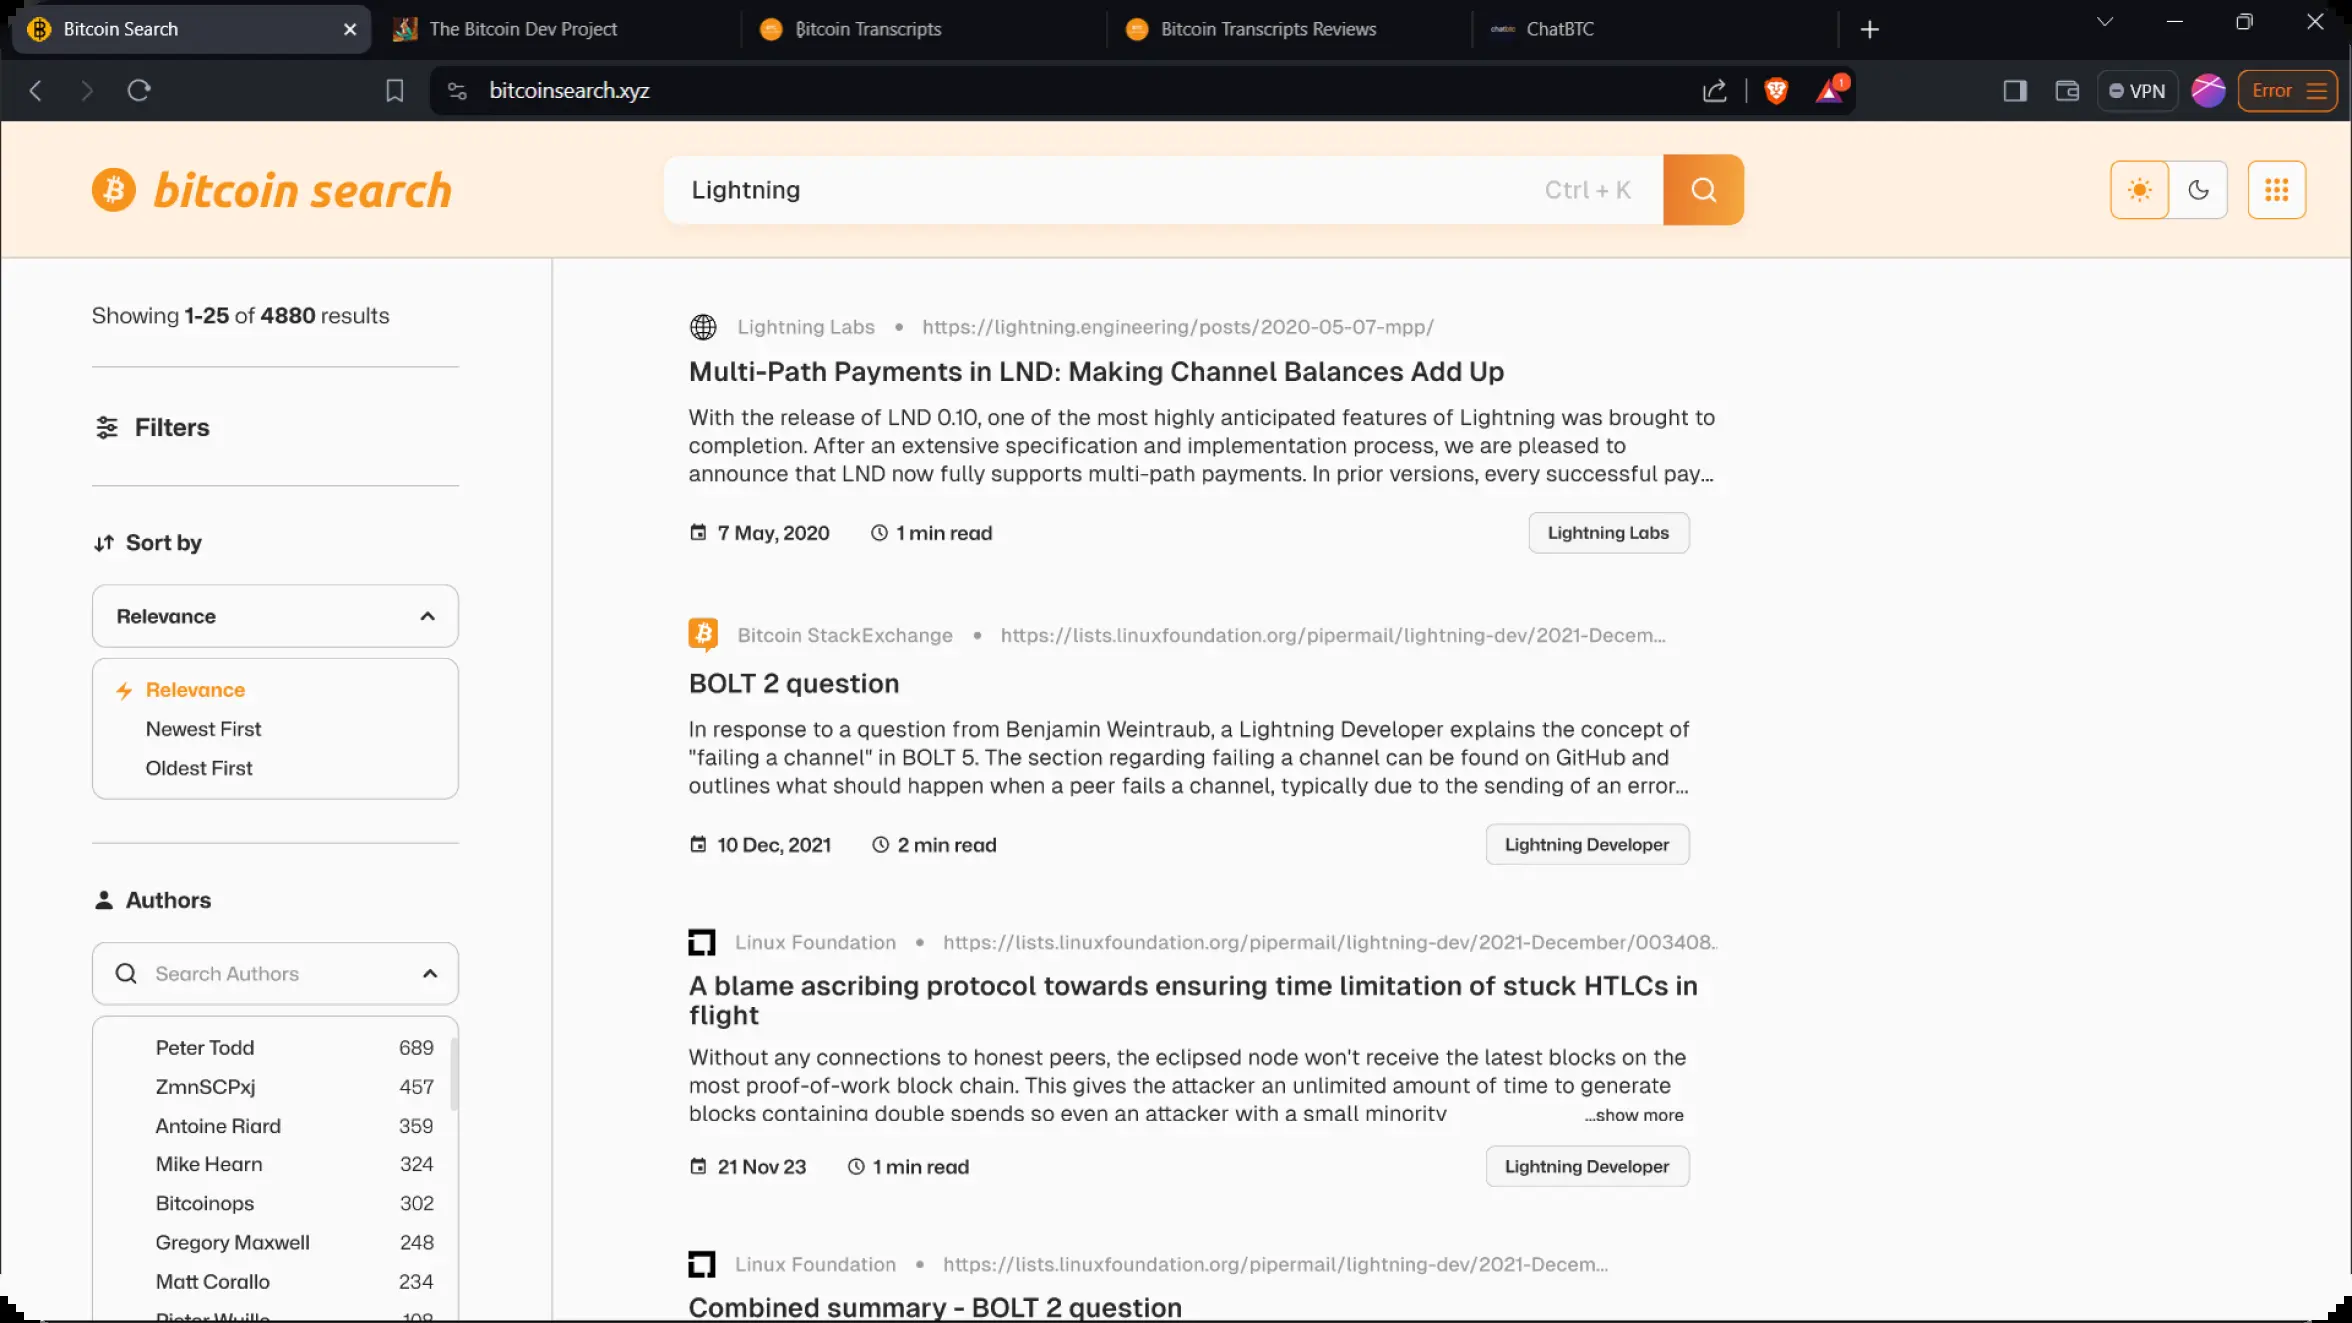 Bitcoin Search
The Bitcoin Dev Project
Bitcoin Transcripts
Bitcoin Transcripts Reviews
ChatBTC
bitcoinsearch.xyz
1
VPN
Error
bitcoin search
Lightning
Ctrl + K
Showing 1-25 of 4880 results
Filters
Sort by
Relevance
Relevance
Newest First
Oldest First
Authors
Search Authors
Peter Todd 689
ZmnSCPxj 457
Antoine Riard 359
Mike Hearn 324
Bitcoinops 302
Gregory Maxwell 248
Matt Corallo 234
Lightning Labs • https://lightning.engineering/posts/2020-05-07-mpp/
Multi-Path Payments in LND: Making Channel Balances Add Up
With the release of LND 0.10, one of the most highly anticipated features of Lightning was brought to
completion. After an extensive specification and implementation process, we are pleased to
announce that LND now fully supports multi-path payments. In prior versions, every successful pay...
7 May, 2020 1 min read
Lightning Labs
Bitcoin StackExchange • https://lists.linuxfoundation.org/pipermail/lightning-dev/2021-Decem...
BOLT 2 question
In response to a question from Benjamin Weintraub, a Lightning Developer explains the concept of
"failing a channel" in BOLT 5. The section regarding failing a channel can be found on GitHub and
outlines what should happen when a peer fails a channel, typically due to the sending of an error...
10 Dec, 2021 2 min read
Lightning Developer
Linux Foundation • https://lists.linuxfoundation.org/pipermail/lightning-dev/2021-December/003408..
A blame ascribing protocol towards ensuring time limitation of stuck HTLCs in
flight
Without any connections to honest peers, the eclipsed node won't receive the latest blocks on the
most proof-of-work block chain. This gives the attacker an unlimited amount of time to generate
blocks containing double spends so even an attacker with a small minority ...show more
21 Nov 23 1 min read
Lightning Developer
Linux Foundation • https://lists.linuxfoundation.org/pipermail/lightning-dev/2021-Decem...
Combined summary - BOLT 2 question